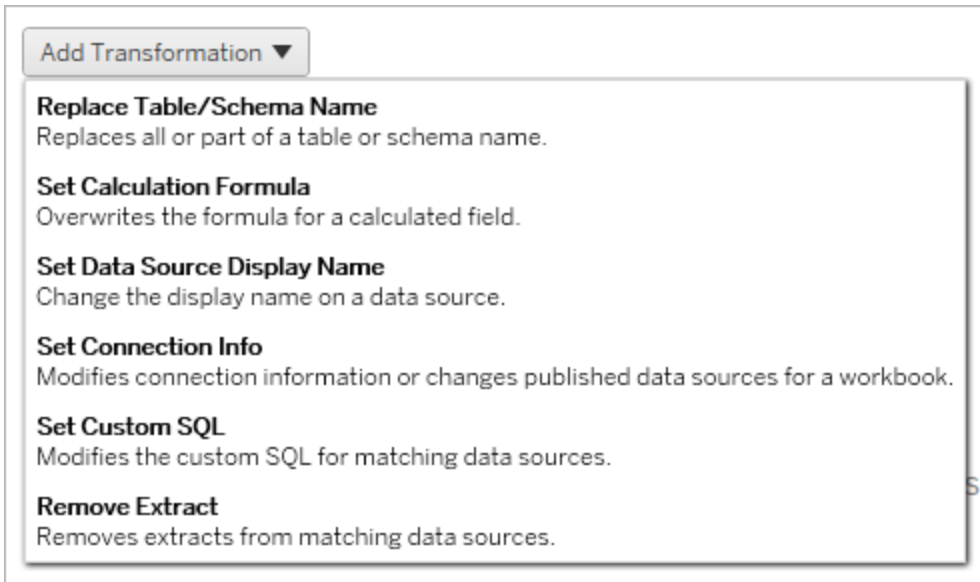 Add Transformation ▼
Replace Table/Schema Name
Replaces all or part of a table or schema name.
Set Calculation Formula
Overwrites the formula for a calculated field.
Set Data Source Display Name
Change the display name on a data source.
Set Connection Info
Modifies connection information or changes published data sources for a workbook.
Set Custom SQL
Modifies the custom SQL for matching data sources.
Remove Extract
Removes extracts from matching data sources.